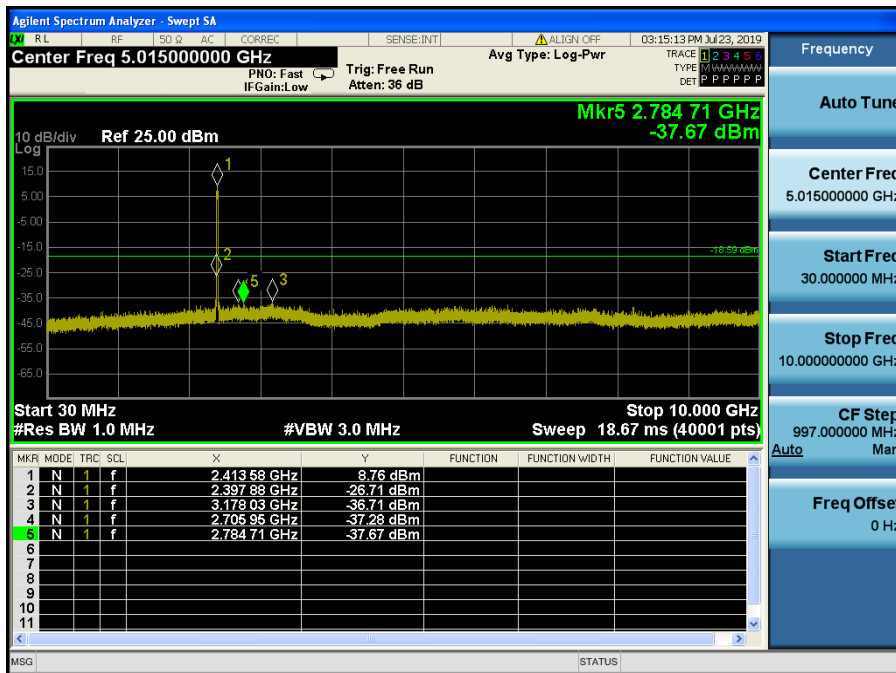 Agilent Spectrum Analyzer - Swept SA
LXI RL RF 50 Ω AC CORREC SENSE:INT ALIGN OFF 03:15:13 PM Jul 23, 2019
Center Freq 5.015000000 GHz
PNO: Fast
IFGain:Low
Trig: Free Run
Atten: 36 dB
Avg Type: Log-Pwr
TRACE 1 2 3 4 5 6
TYPE M W W W W W
DET P P P P P P
Mkr5 2.784 71 GHz
-37.67 dBm
10 dB/div
Log
Ref 25.00 dBm
15.0
5.00
-5.00
-15.0
-25.0
-35.0
-45.0
-55.0
-65.0
1
2
5
3
-18.59 dBm
Start 30 MHz
Stop 10.000 GHz
#Res BW 1.0 MHz
#VBW 3.0 MHz
Sweep 18.67 ms (40001 pts)
MKR MODE TRC SCL X Y FUNCTION FUNCTION WIDTH FUNCTION VALUE
1 N 1 f 2.413 58 GHz 8.76 dBm
2 N 1 f 2.397 88 GHz -26.71 dBm
3 N 1 f 3.178 03 GHz -36.71 dBm
4 N 1 f 2.705 95 GHz -37.28 dBm
5 N 1 f 2.784 71 GHz -37.67 dBm
6
7
8
9
10
11
MSG
STATUS
Frequency
Auto Tune
Center Freq
5.015000000 GHz
Start Freq
30.000000 MHz
Stop Freq
10.000000000 GHz
CF Step
997.000000 MHz
Auto Man
Freq Offset
0 Hz